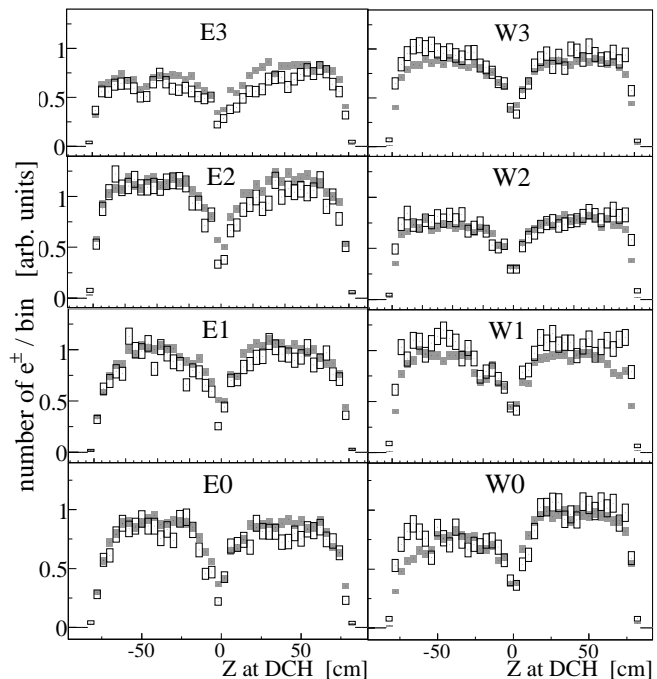 E3
W3
1
0.5
0
E2
W2
1
0.5
0
E1
W1
1
0.5
0
E0
W0
1
0.5
0
number of e± / bin [arb. units]
-50 0 50
-50 0 50
Z at DCH [cm]
Z at DCH [cm]